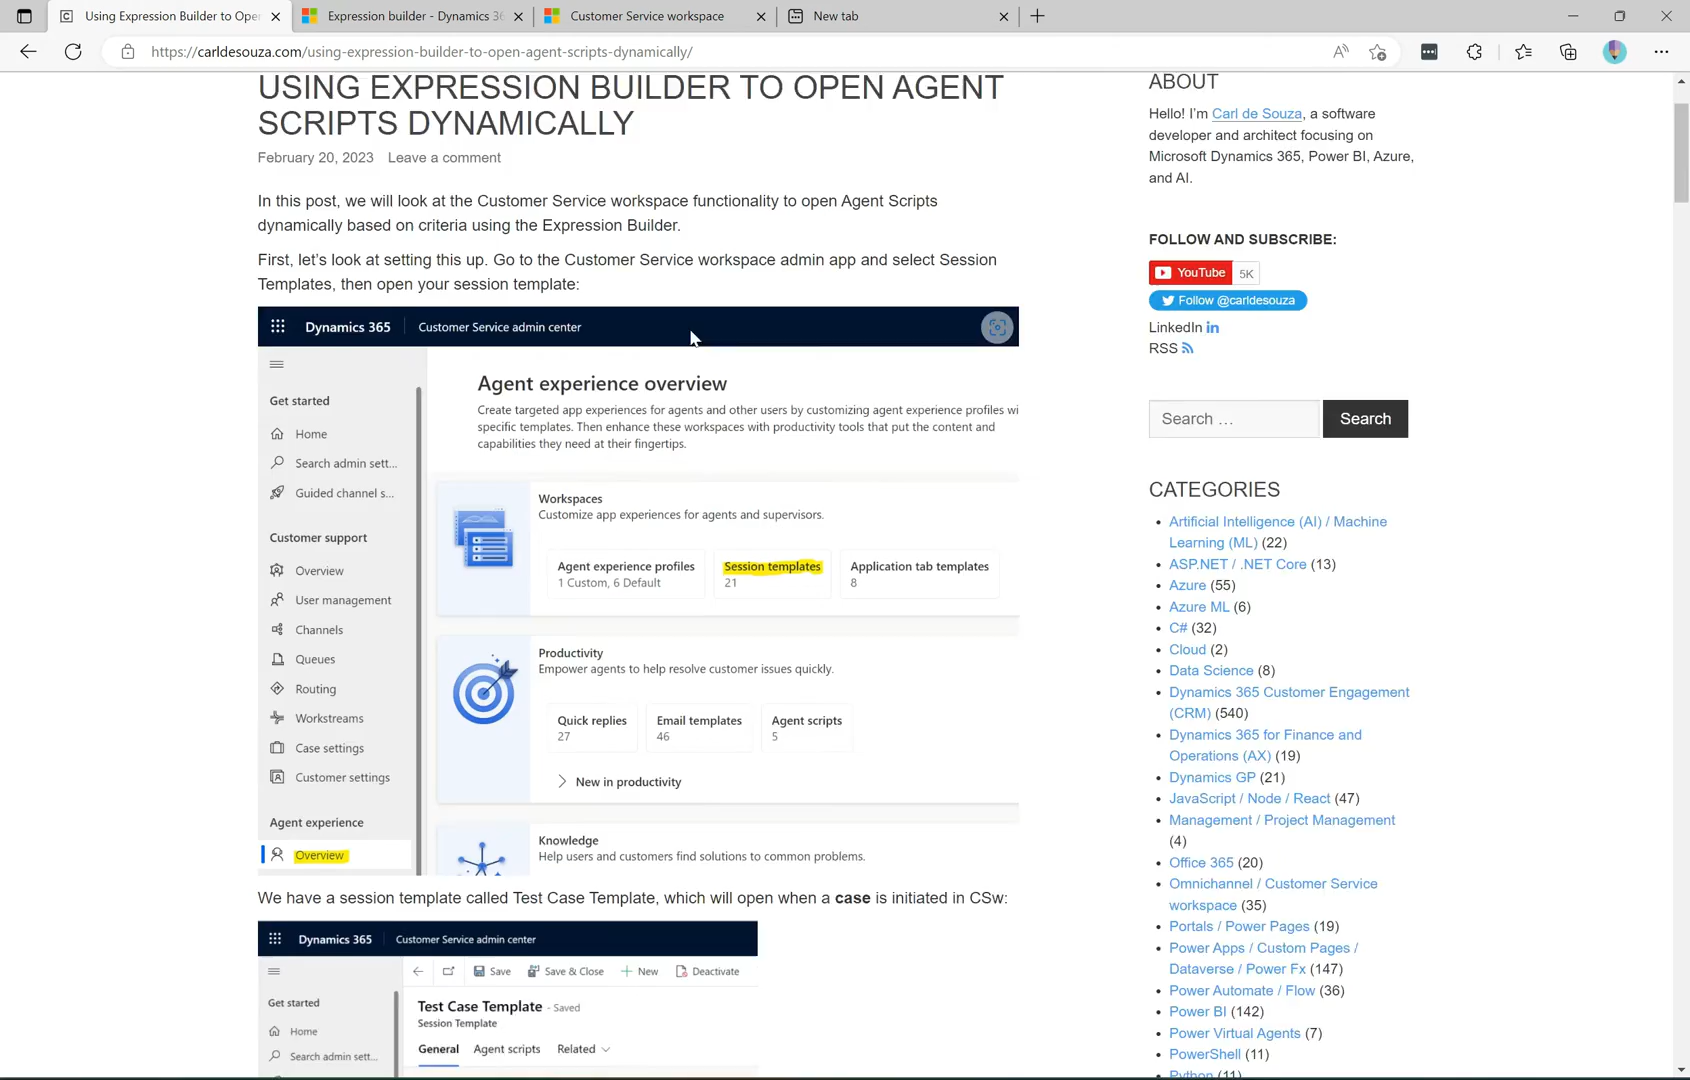 Using Expression Builder to Oper
Expression builder - Dynamics 36
Customer Service workspace
New tab
https://carldesouza.com/using-expression-builder-to-open-agent-scripts-dynamically/
USING EXPRESSION BUILDER TO OPEN AGENT
SCRIPTS DYNAMICALLY
February 20, 2023 Leave a comment
In this post, we will look at the Customer Service workspace functionality to open Agent Scripts
dynamically based on criteria using the Expression Builder.
First, let's look at setting this up. Go to the Customer Service workspace admin app and select Session
Templates, then open your session template:
Dynamics 365
Customer Service admin center
Get started
Home
Search admin sett...
Guided channel s...
Customer support
Overview
User management
Channels
Queues
Routing
Workstreams
Case settings
Customer settings
Agent experience
Overview
Agent experience overview
Create targeted app experiences for agents and other users by customizing agent experience profiles wi
specific templates. Then enhance these workspaces with productivity tools that put the content and
capabilities they need at their fingertips.
Workspaces
Customize app experiences for agents and supervisors.
Agent experience profiles
1 Custom, 6 Default
Session templates
21
Application tab templates
8
Productivity
Empower agents to help resolve customer issues quickly.
Quick replies
27
Email templates
46
Agent scripts
5
New in productivity
Knowledge
Help users and customers find solutions to common problems.
We have a session template called Test Case Template, which will open when a case is initiated in CSw:
Dynamics 365
Customer Service admin center
Save
Save & Close
New
Deactivate
Get started
Home
Search admin sett...
Test Case Template - Saved
Session Template
General
Agent scripts
Related
ABOUT
Hello! I'm Carl de Souza, a software
developer and architect focusing on
Microsoft Dynamics 365, Power BI, Azure,
and AI.
FOLLOW AND SUBSCRIBE:
YouTube
5K
Follow @carldesouza
LinkedIn in
RSS
Search …
Search
CATEGORIES
Artificial Intelligence (AI) / Machine
Learning (ML) (22)
ASP.NET / .NET Core (13)
Azure (55)
Azure ML (6)
C# (32)
Cloud (2)
Data Science (8)
Dynamics 365 Customer Engagement
(CRM) (540)
Dynamics 365 for Finance and
Operations (AX) (19)
Dynamics GP (21)
JavaScript / Node / React (47)
Management / Project Management
(4)
Office 365 (20)
Omnichannel / Customer Service
workspace (35)
Portals / Power Pages (19)
Power Apps / Custom Pages /
Dataverse / Power Fx (147)
Power Automate / Flow (36)
Power BI (142)
Power Virtual Agents (7)
PowerShell (11)
Python (11)